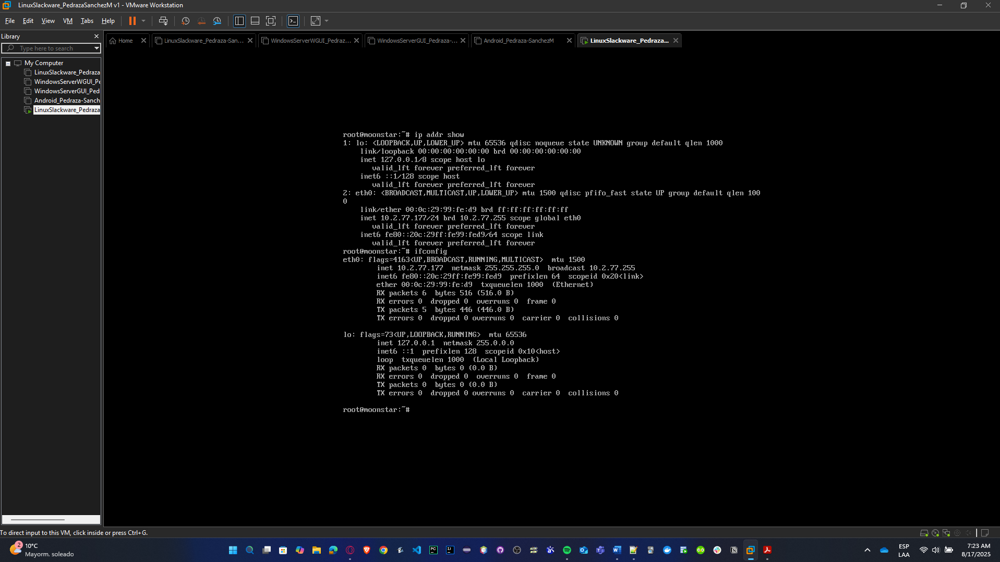 LinuxSlackware_PedrazaSanchezM v1 - VMware Workstation
File Edit View VM Tabs Help
Library
Type here to search
Home
LinuxSlackware_Pedraza-San...
WindowsServerWGUI_Pedraz...
WindowsServerGUI_Pedraza-...
Android_Pedraza-SanchezM
LinuxSlackware_Pedraza...
My Computer
LinuxSlackware_Pedraza
WindowsServerWGUI_Pe
WindowsServerGUI_Ped
Android_Pedraza-Sanch
LinuxSlackware_Pedraza
root@moonstar:~# ip addr show
1: lo: <LOOPBACK,UP,LOWER_UP> mtu 65536 qdisc noqueue state UNKNOWN group default qlen 1000
link/loopback 00:00:00:00:00:00 brd 00:00:00:00:00:00
inet 127.0.0.1/8 scope host lo
valid_lft forever preferred_lft forever
inet6 ::1/128 scope host
valid_lft forever preferred_lft forever
2: eth0: <BROADCAST,MULTICAST,UP,LOWER_UP> mtu 1500 qdisc pfifo_fast state UP group default qlen 100
0
link/ether 00:0c:29:99:fe:d9 brd ff:ff:ff:ff:ff:ff
inet 10.2.77.177/24 brd 10.2.77.255 scope global eth0
valid_lft forever preferred_lft forever
inet6 fe80::20c:29ff:fe99:fed9/64 scope link
valid_lft forever preferred_lft forever
root@moonstar:~# ifconfig
eth0: flags=4163<UP,BROADCAST,RUNNING,MULTICAST>  mtu 1500
inet 10.2.77.177  netmask 255.255.255.0  broadcast 10.2.77.255
inet6 fe80::20c:29ff:fe99:fed9  prefixlen 64  scopeid 0x20<link>
ether 00:0c:29:99:fe:d9  txqueuelen 1000  (Ethernet)
RX packets 6  bytes 516 (516.0 B)
RX errors 0  dropped 0  overruns 0  frame 0
TX packets 5  bytes 446 (446.0 B)
TX errors 0  dropped 0 overruns 0  carrier 0  collisions 0
lo: flags=73<UP,LOOPBACK,RUNNING>  mtu 65536
inet 127.0.0.1  netmask 255.0.0.0
inet6 ::1  prefixlen 128  scopeid 0x10<host>
loop  txqueuelen 1000  (Local Loopback)
RX packets 0  bytes 0 (0.0 B)
RX errors 0  dropped 0  overruns 0  frame 0
TX packets 0  bytes 0 (0.0 B)
TX errors 0  dropped 0 overruns 0  carrier 0  collisions 0
root@moonstar:~#
To direct input to this VM, click inside or press Ctrl+G.
2
10°C
Mayorm. soleado
ESP
LAA
7:23 AM
8/17/2025